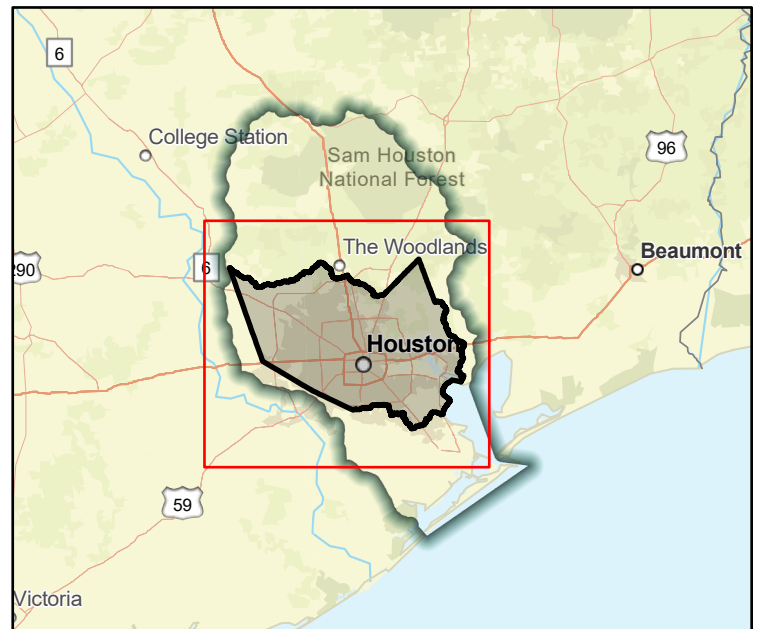 6
College Station
Sam Houston
National Forest
96
The Woodlands
Beaumont
290
6
Houston
59
Victoria